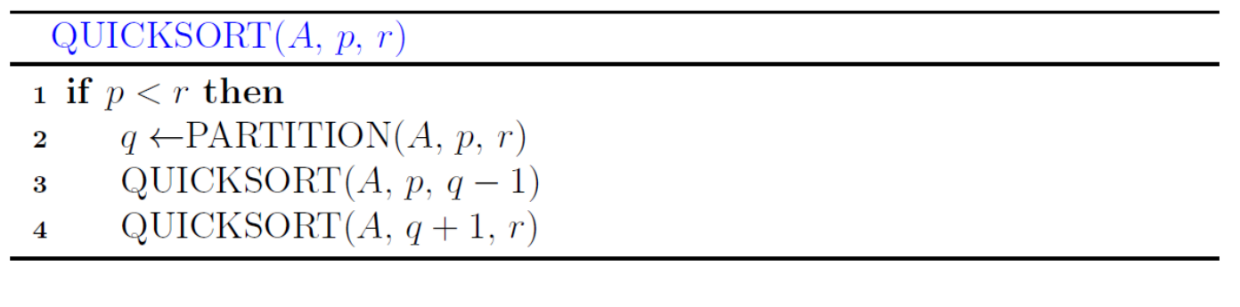 QUICKSORT(A, p, r)
1 if p < r then
2 q ←PARTITION(A, p, r)
3 QUICKSORT(A, p, q − 1)
4 QUICKSORT(A, q + 1, r)